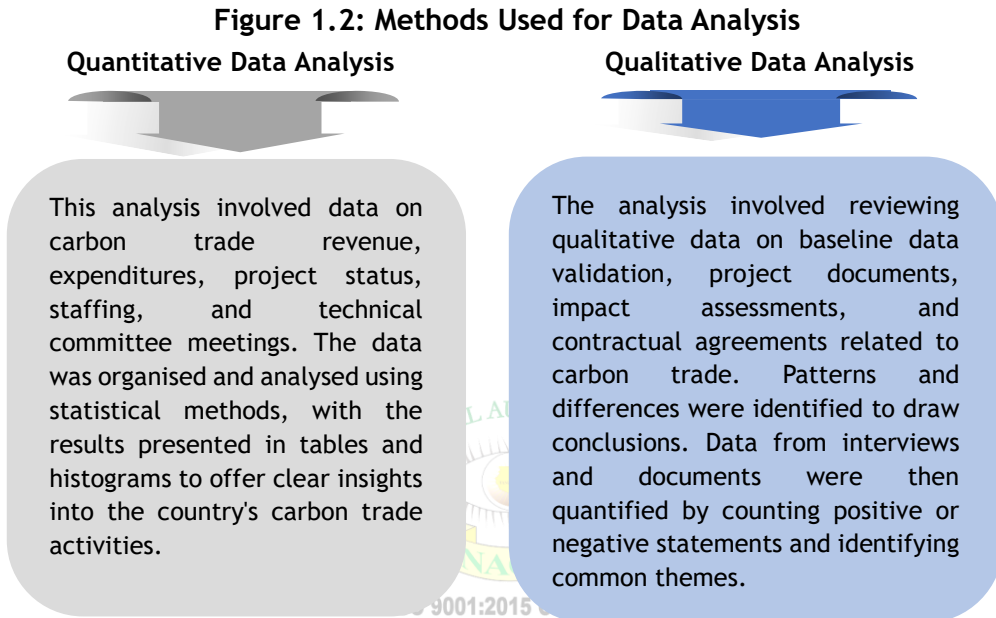 Figure 1.2: Methods Used for Data Analysis
Quantitative Data Analysis
Qualitative Data Analysis
This analysis involved data on
carbon trade revenue,
expenditures, project status,
staffing, and technical
committee meetings. The data
was organised and analysed using
statistical methods, with the
results presented in tables and
histograms to offer clear insights
into the country's carbon trade
activities.
The analysis involved reviewing
qualitative data on baseline data
validation, project documents,
impact assessments, and
contractual agreements related to
carbon trade. Patterns and
differences were identified to draw
conclusions. Data from interviews
and documents were then
quantified by counting positive or
negative statements and identifying
common themes.
9001:2015